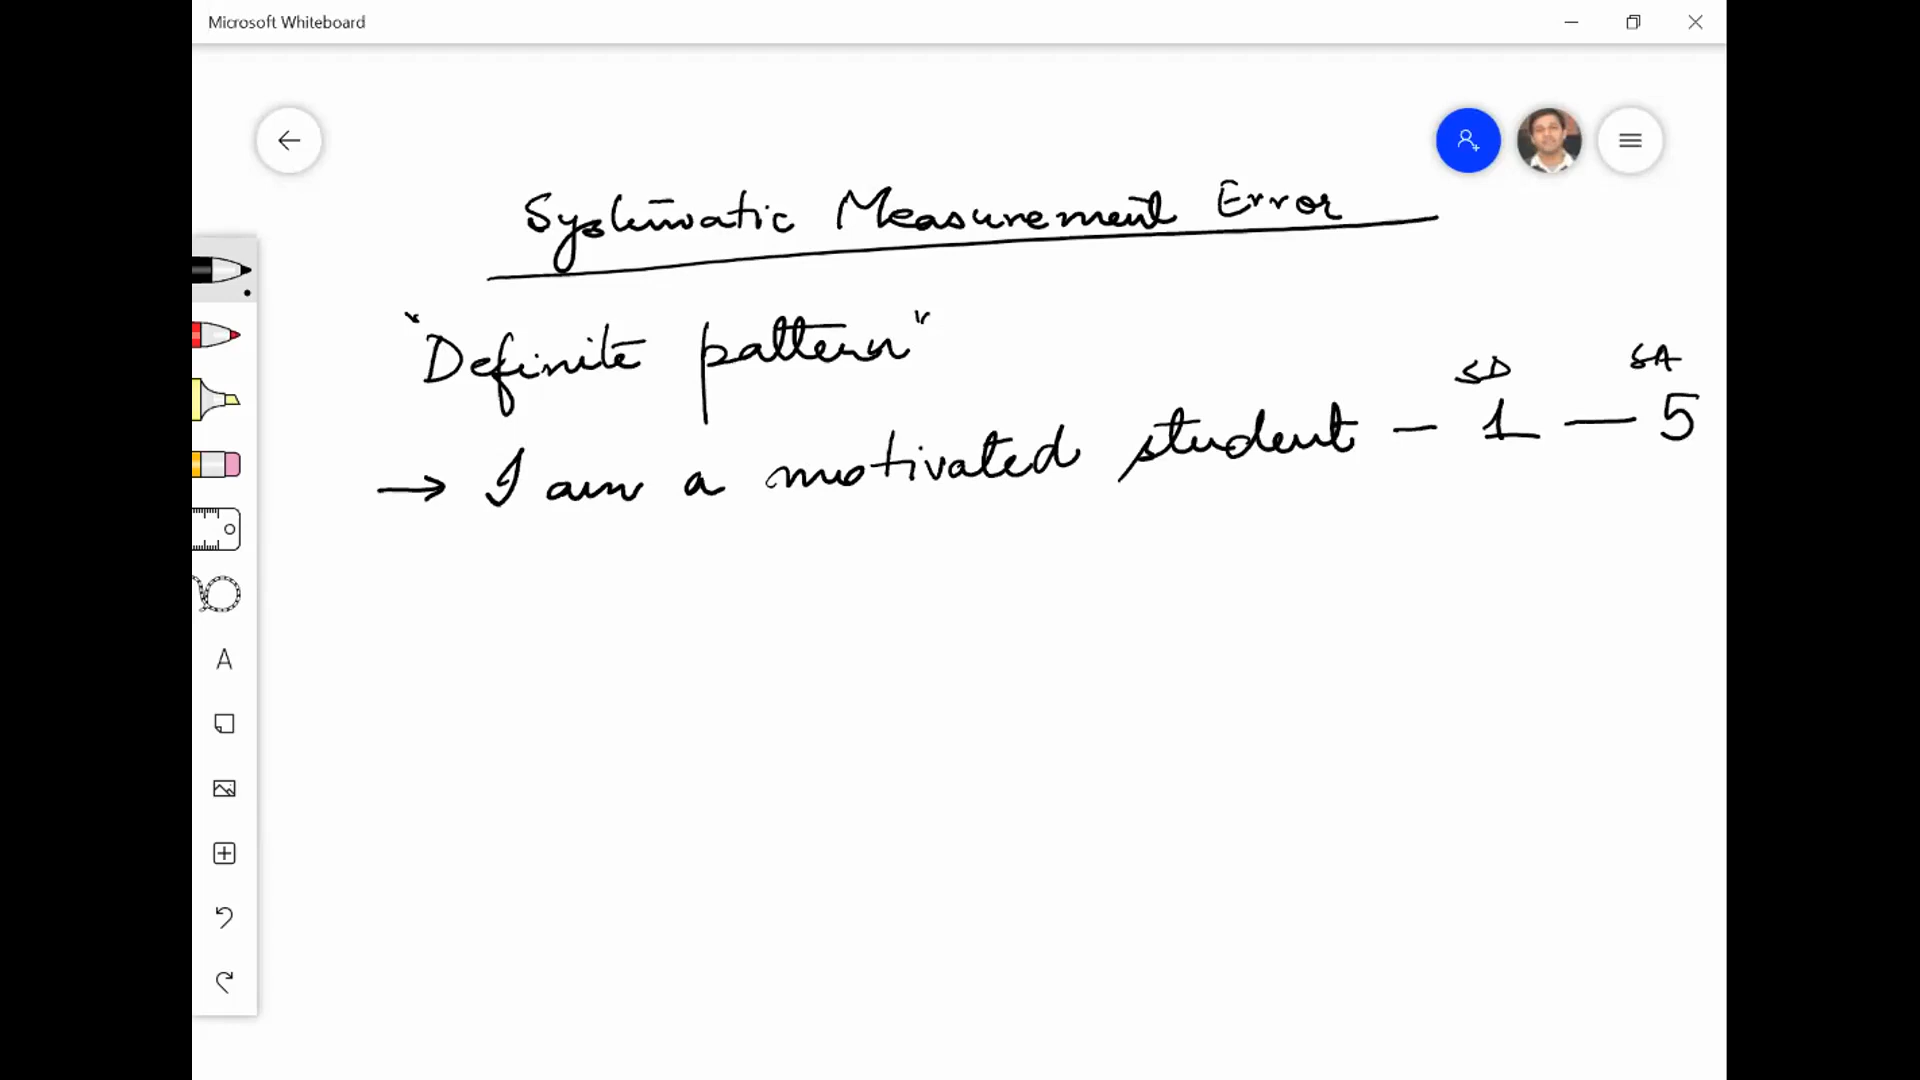 Microsoft Whiteboard
Systematic Measurement Error
"Definite pattern"
SD SA
→ I am a motivated student - 1 — 5
A